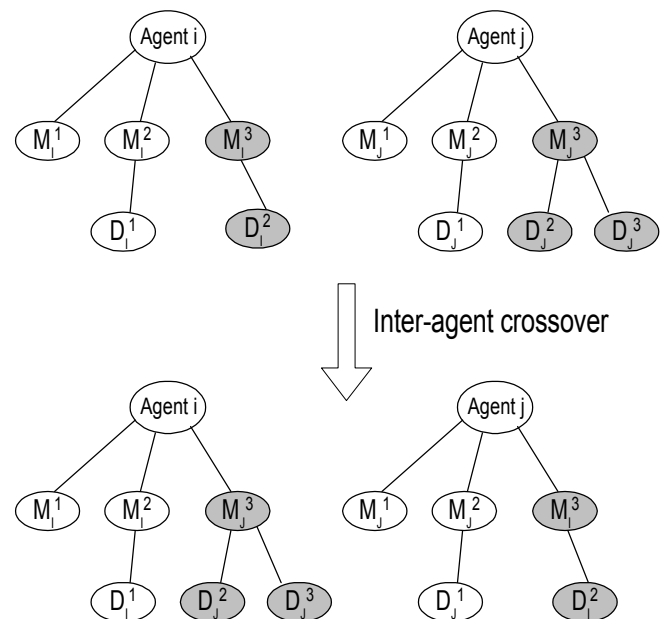 Agent i Agent j
M_I^1 M_I^2 M_I^3 M_J^1 M_J^2 M_J^3
D_I^1 D_I^2 D_J^1 D_J^2 D_J^3
Inter-agent crossover
Agent i Agent j
M_I^1 M_I^2 M_J^3 M_J^1 M_J^2 M_I^3
D_I^1 D_J^2 D_J^3 D_J^1 D_I^2